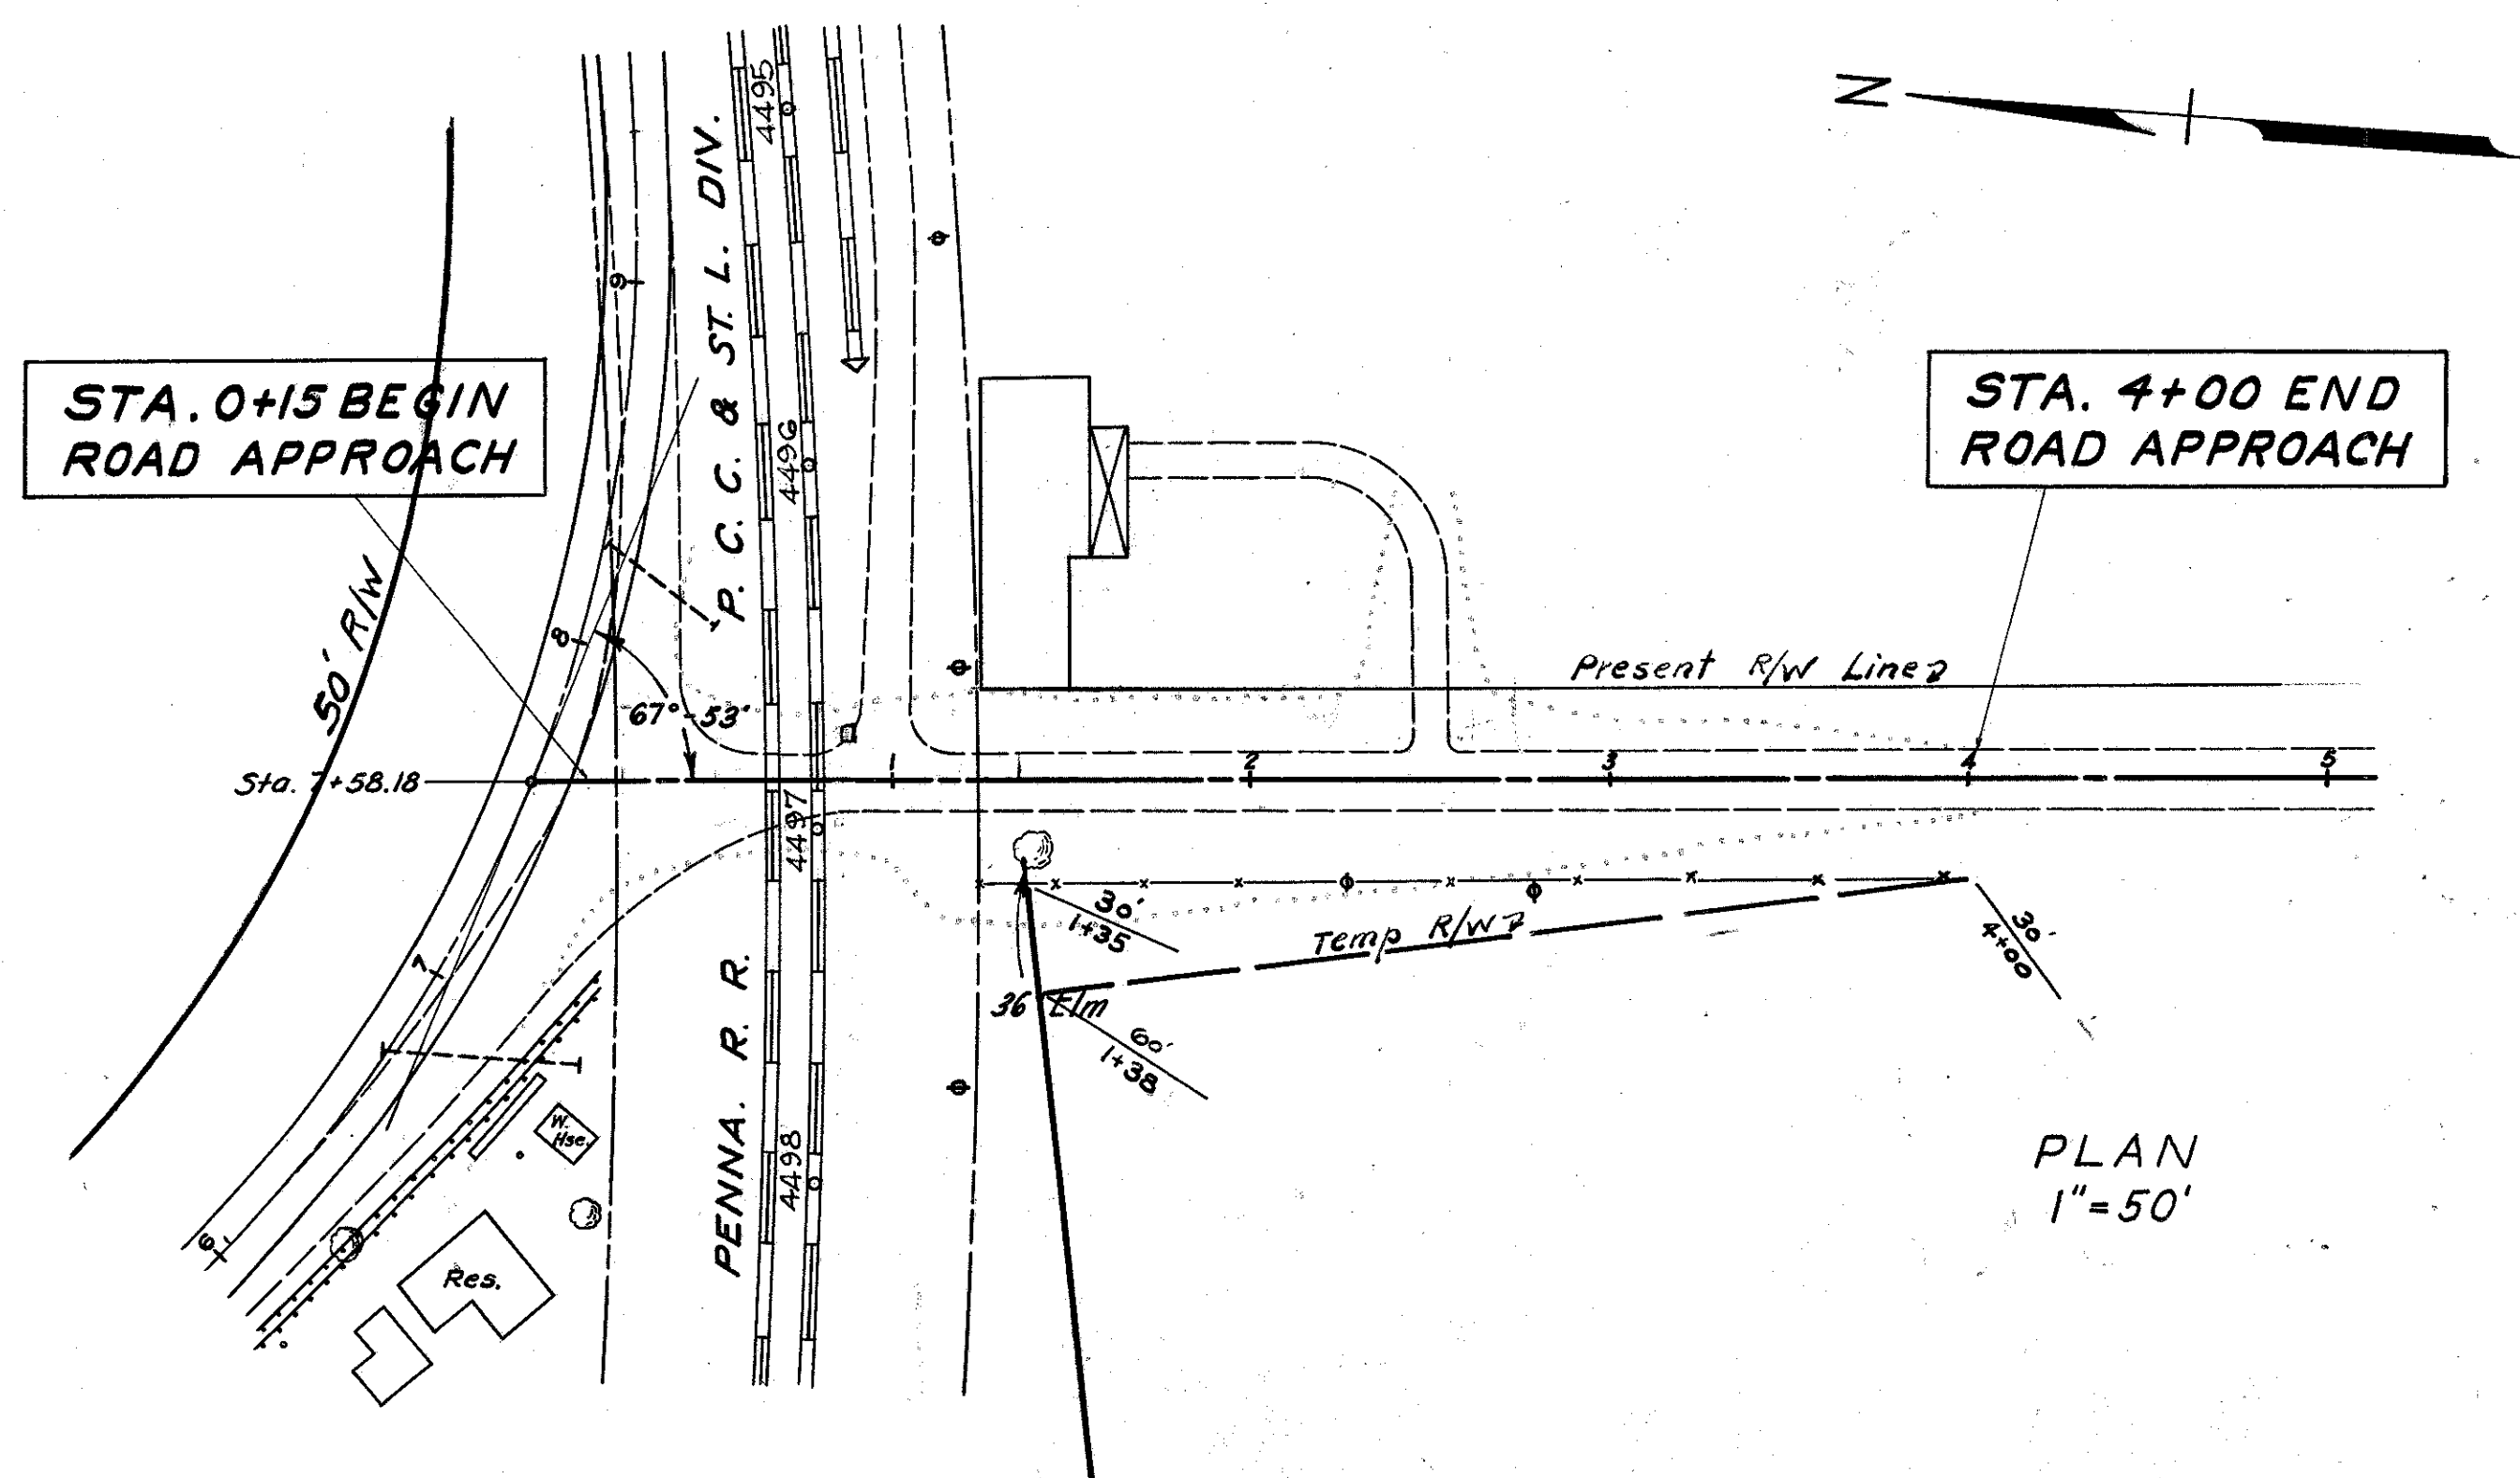 N
4495
P. C. C. & ST. L. DIV.
9
STA. 0+15 BEGIN
ROAD APPROACH
STA. 4+00 END
ROAD APPROACH
4496
50' R/W
8
Present R/W Line
67°-53'
Sta. 7+58.18
1
2
3
4
5
4497
30'
1+35
Temp R/W
30'
4+00
7
36" Elm
60'
1+38
PENNA. R. R.
4498
W.
Hse.
6
Res.
PLAN
1"=50'